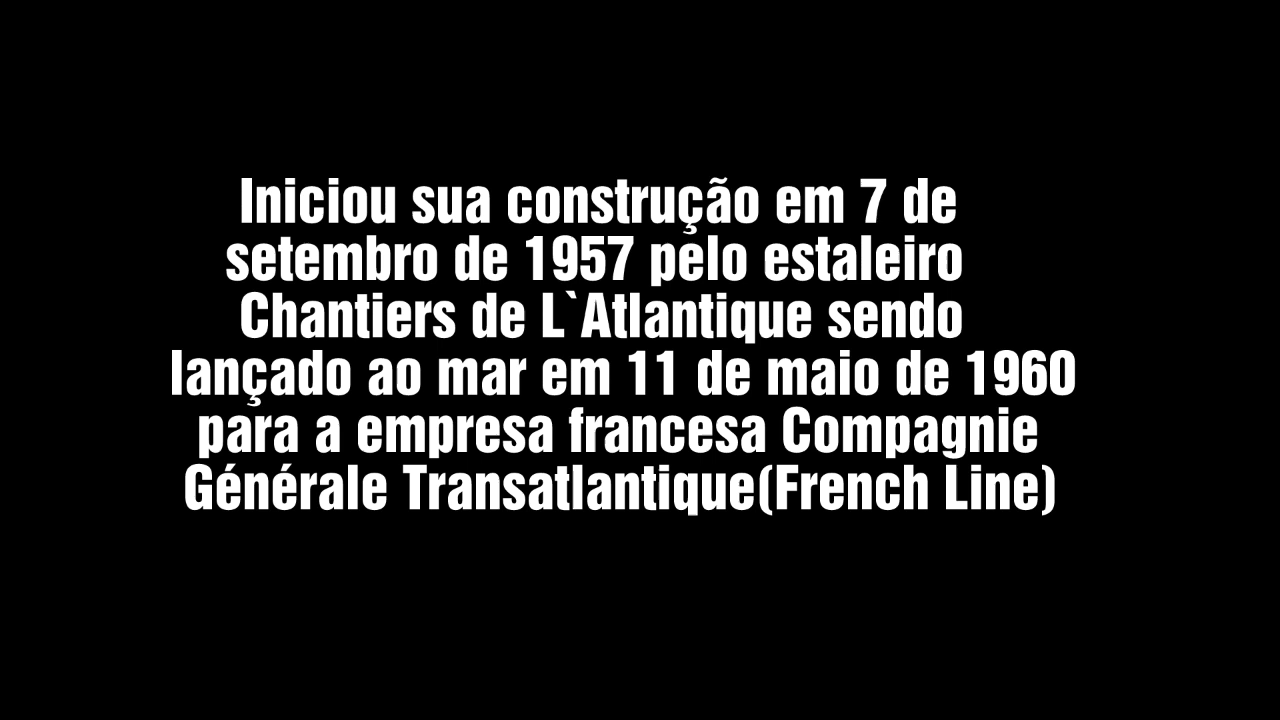 Iniciou sua construção em 7 de
setembro de 1957 pelo estaleiro
Chantiers de L`Atlantique sendo
lançado ao mar em 11 de maio de 1960
para a empresa francesa Compagnie
Générale Transatlantique(French Line)